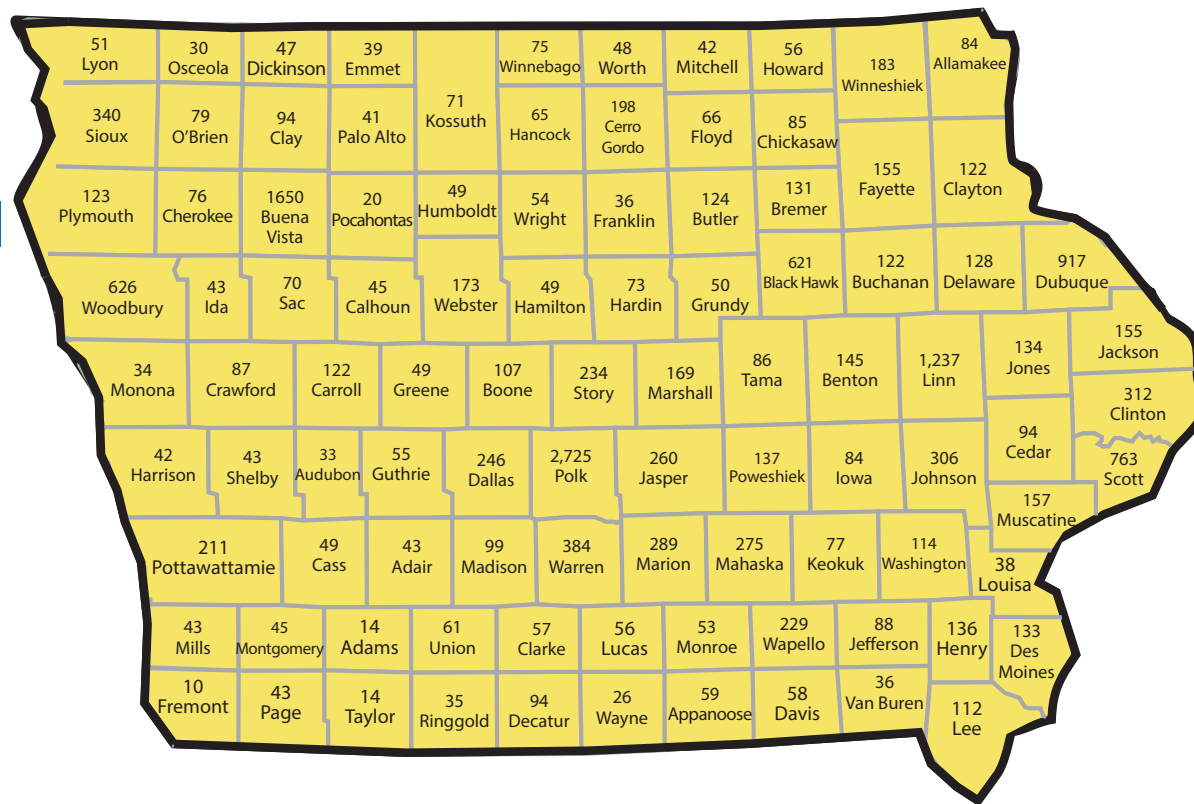 51
Lyon
30
Osceola
47
Dickinson
39
Emmet
71
Kossuth
75
Winnebago
48
Worth
42
Mitchell
56
Howard
183
Winneshiek
84
Allamakee
340
Sioux
79
O'Brien
94
Clay
41
Palo Alto
65
Hancock
198
Cerro
Gordo
66
Floyd
85
Chickasaw
155
Fayette
122
Clayton
123
Plymouth
76
Cherokee
1650
Buena
Vista
20
Pocahontas
49
Humboldt
54
Wright
36
Franklin
124
Butler
131
Bremer
626
Woodbury
43
Ida
70
Sac
45
Calhoun
173
Webster
49
Hamilton
73
Hardin
50
Grundy
621
Black Hawk
122
Buchanan
128
Delaware
917
Dubuque
34
Monona
87
Crawford
122
Carroll
49
Greene
107
Boone
234
Story
169
Marshall
86
Tama
145
Benton
1,237
Linn
134
Jones
155
Jackson
312
Clinton
42
Harrison
43
Shelby
33
Audubon
55
Guthrie
246
Dallas
2,725
Polk
260
Jasper
137
Poweshiek
84
Iowa
306
Johnson
94
Cedar
763
Scott
157
Muscatine
211
Pottawattamie
49
Cass
43
Adair
99
Madison
384
Warren
289
Marion
275
Mahaska
77
Keokuk
114
Washington
38
Louisa
43
Mills
45
Montgomery
14
Adams
61
Union
57
Clarke
56
Lucas
53
Monroe
229
Wapello
88
Jefferson
136
Henry
133
Des
Moines
10
Fremont
43
Page
14
Taylor
35
Ringgold
94
Decatur
26
Wayne
59
Appanoose
58
Davis
36
Van Buren
112
Lee